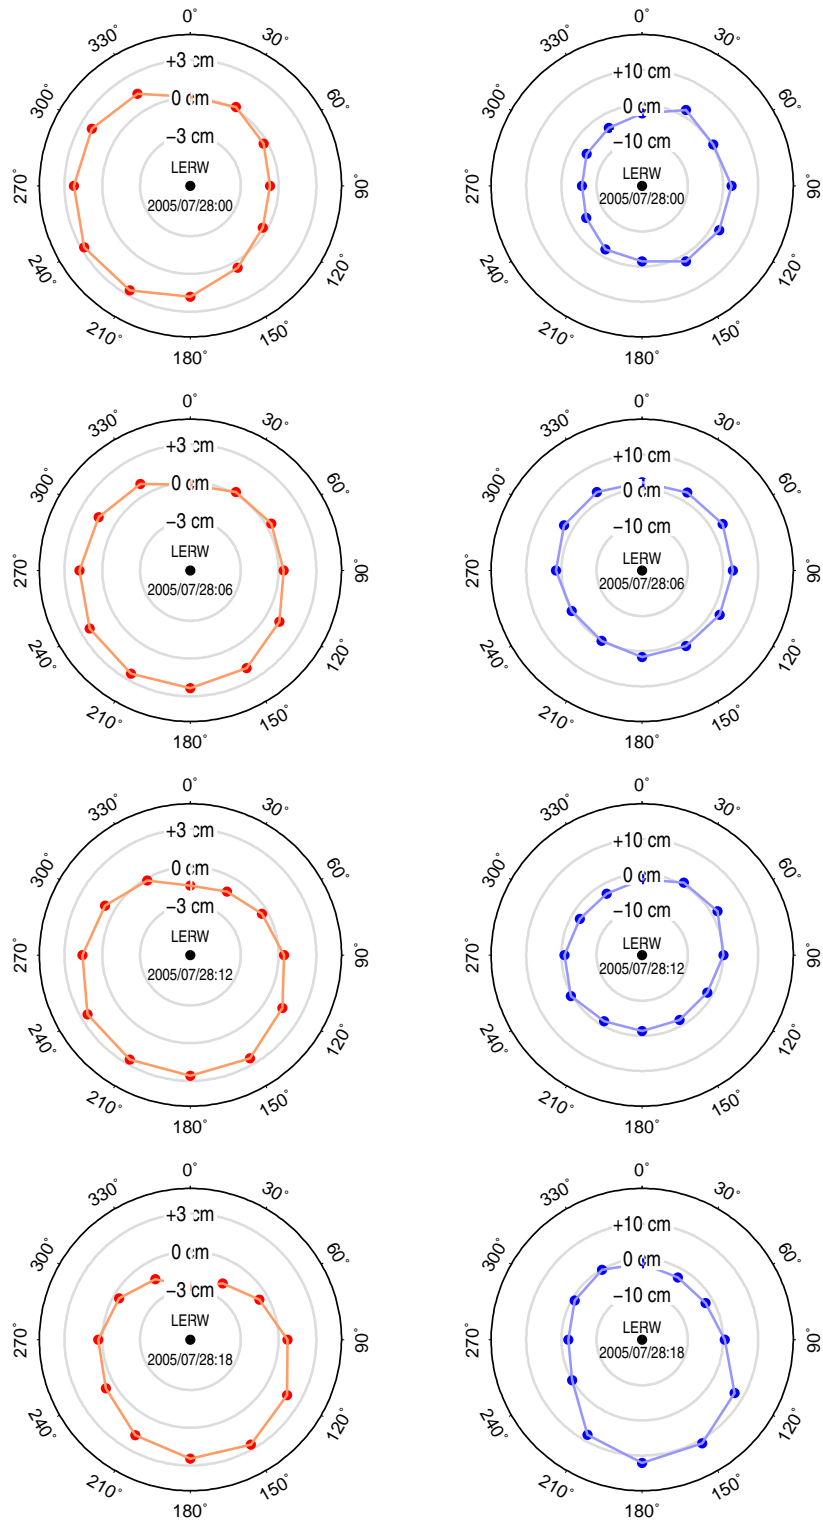 0°
330° 30°
+3 cm
300° 0 cm 60°
−3 cm
LERW
270° 90°
2005/07/28:00
240° 120°
210° 150°
180°
0°
330° 30°
+10 cm
300° 0 cm 60°
−10 cm
LERW
270° 90°
2005/07/28:00
240° 120°
210° 150°
180°
0°
330° 30°
+3 cm
300° 0 cm 60°
−3 cm
LERW
270° 90°
2005/07/28:06
240° 120°
210° 150°
180°
0°
330° 30°
+10 cm
300° 0 cm 60°
−10 cm
LERW
270° 90°
2005/07/28:06
240° 120°
210° 150°
180°
0°
330° 30°
+3 cm
300° 0 cm 60°
−3 cm
LERW
270° 90°
2005/07/28:12
240° 120°
210° 150°
180°
0°
330° 30°
+10 cm
300° 0 cm 60°
−10 cm
LERW
270° 90°
2005/07/28:12
240° 120°
210° 150°
180°
0°
330° 30°
+3 cm
300° 0 cm 60°
−3 cm
LERW
270° 90°
2005/07/28:18
240° 120°
210° 150°
180°
0°
330° 30°
+10 cm
300° 0 cm 60°
−10 cm
LERW
270° 90°
2005/07/28:18
240° 120°
210° 150°
180°